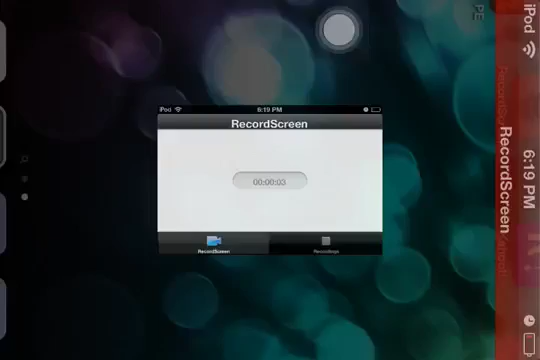 iPod 6:19 PM
RecordScreen
00:00:03
RecordScreen Recordings
iPod
6:19 PM
RecordScreen